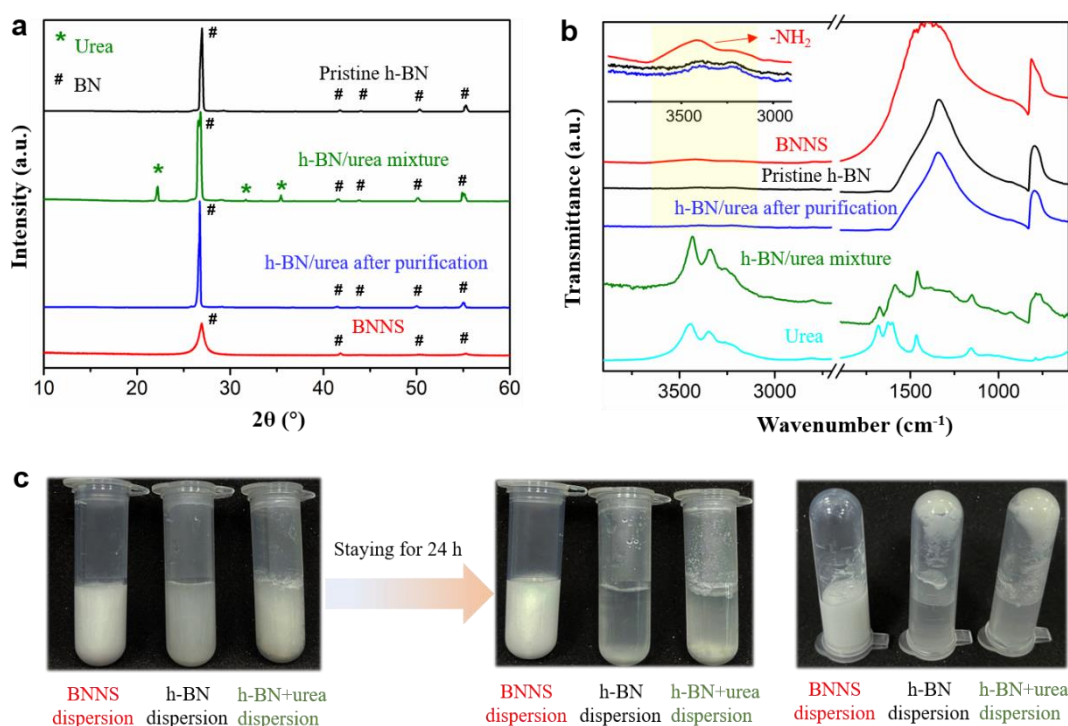 a
* Urea
# BN
#
Pristine h-BN
# # # #
#
h-BN/urea mixture
* * *
# # # #
#
h-BN/urea after purification
# # # #
#
BNNS
# # #
Intensity (a.u.)
10 20 30 40 50 60
2θ (°)
b
-NH2
3500 3000
BNNS
Pristine h-BN
h-BN/urea after purification
h-BN/urea mixture
Urea
Transmittance (a.u.)
3500 3000 1500 1000
Wavenumber (cm-1)
c
Staying for 24 h
BNNS
dispersion
h-BN
dispersion
h-BN+urea
dispersion
BNNS
dispersion
h-BN
dispersion
h-BN+urea
dispersion
BNNS
dispersion
h-BN
dispersion
h-BN+urea
dispersion